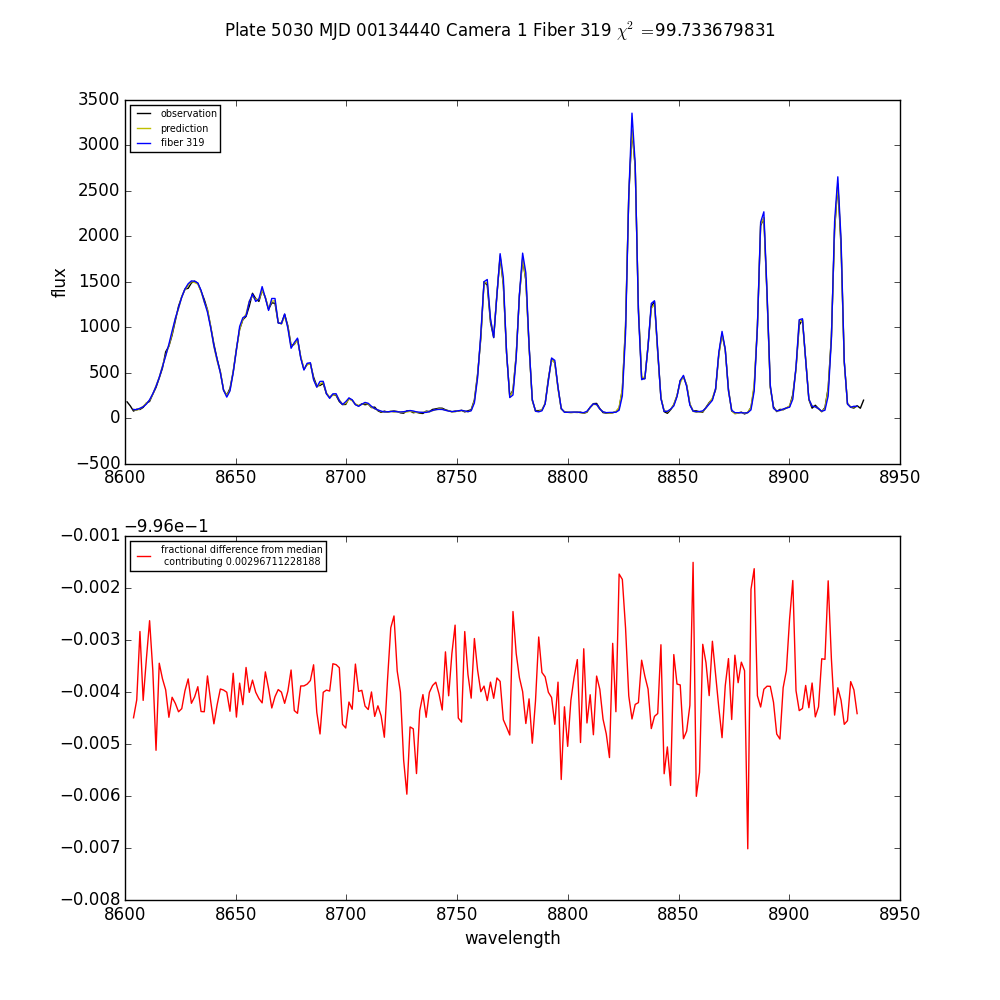 Plate 5030 MJD 00134440 Camera 1 Fiber 319 χ² =99.733679831
3500
3000
2500
2000
1500
1000
500
0
−500
flux
observation
prediction
fiber 319
8600 8650 8700 8750 8800 8850 8900 8950
−9.96e−1
−0.001
−0.002
−0.003
−0.004
−0.005
−0.006
−0.007
−0.008
fractional difference from median
contributing 0.00296711228188
8600 8650 8700 8750 8800 8850 8900 8950
wavelength